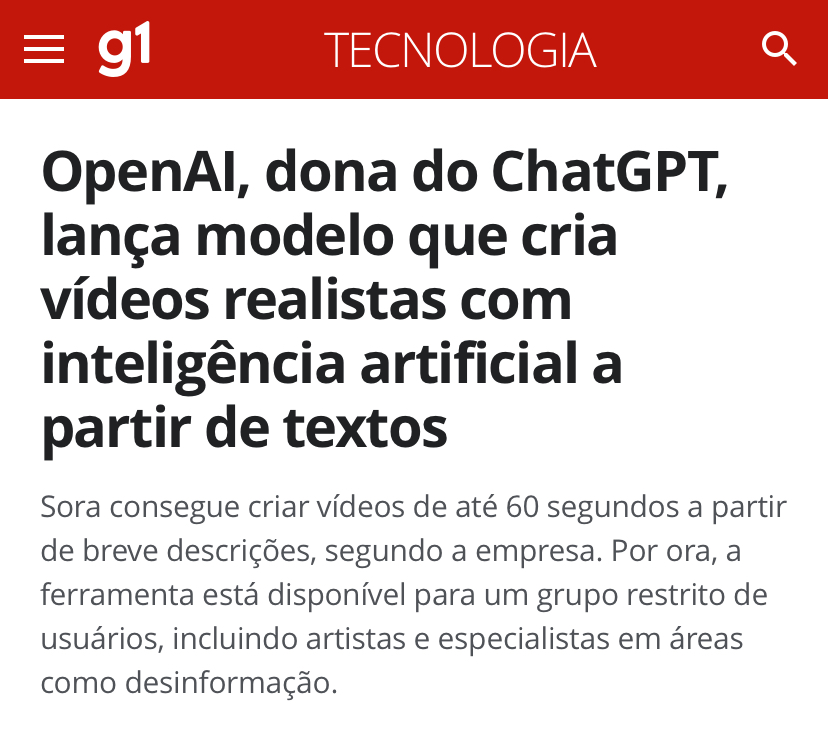 g1 TECNOLOGIA
OpenAI, dona do ChatGPT,
lança modelo que cria
vídeos realistas com
inteligência artificial a
partir de textos
Sora consegue criar vídeos de até 60 segundos a partir
de breve descrições, segundo a empresa. Por ora, a
ferramenta está disponível para um grupo restrito de
usuários, incluindo artistas e especialistas em áreas
como desinformação.